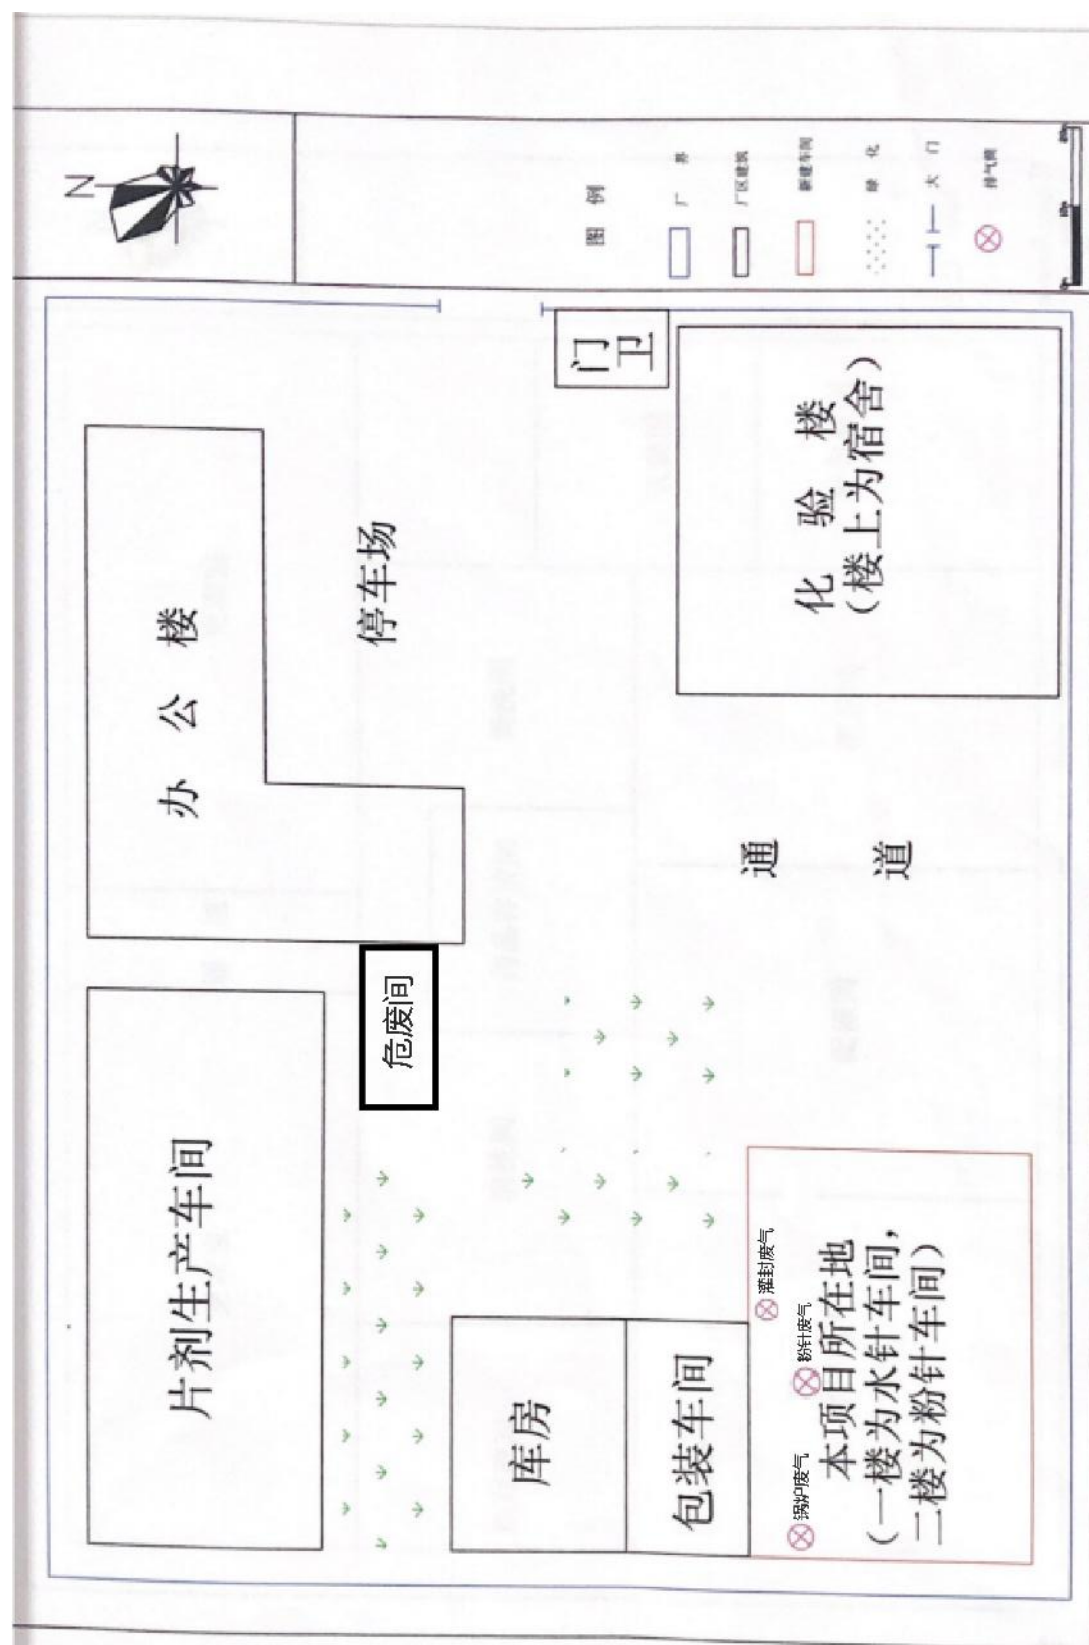 N
图 例
厂 界
厂区建筑
新建车间
绿 化
大 门
排气筒
门卫
化 验 楼
(楼上为宿舍)
办 公 楼
停车场
通 道
危废间
片剂生产车间
库房
包装车间
灌封废气
粉针废气
锅炉废气
本项目所在地
(一楼为水针车间,
二楼为粉针车间)